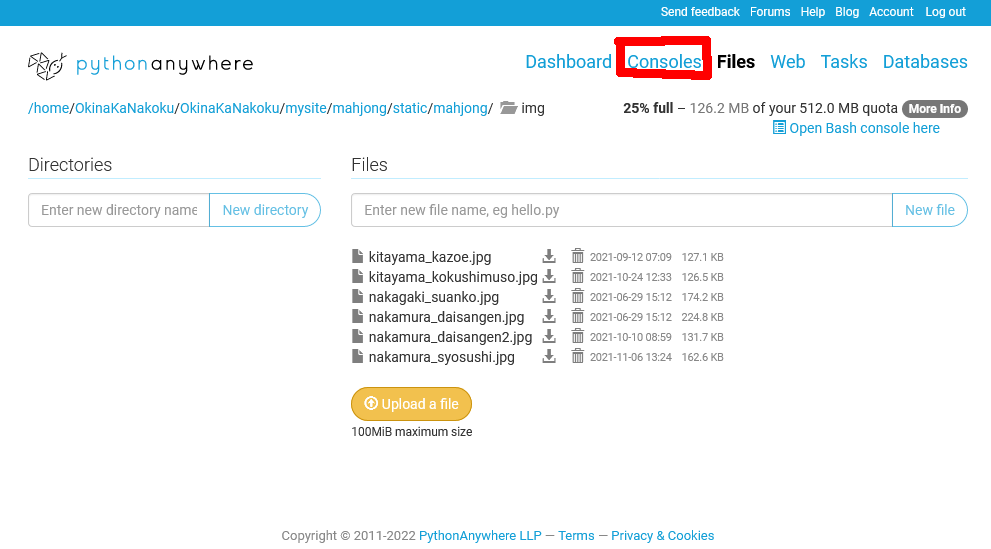 Send feedback Forums Help Blog Account Log out
pythonanywhere
Dashboard Consoles Files Web Tasks Databases
/home/OkinaKaNakoku/OkinaKaNakoku/mysite/mahjong/static/mahjong/ img
25% full – 126.2 MB of your 512.0 MB quota More Info
Open Bash console here
Directories
Files
Enter new directory name New directory
Enter new file name, eg hello.py New file
kitayama_kazoe.jpg 2021-09-12 07:09 127.1 KB
kitayama_kokushimuso.jpg 2021-10-24 12:33 126.5 KB
nakagaki_suanko.jpg 2021-06-29 15:12 174.2 KB
nakamura_daisangen.jpg 2021-06-29 15:12 224.8 KB
nakamura_daisangen2.jpg 2021-10-10 08:59 131.7 KB
nakamura_syosushi.jpg 2021-11-06 13:24 162.6 KB
Upload a file
100MiB maximum size
Copyright © 2011-2022 PythonAnywhere LLP — Terms — Privacy & Cookies